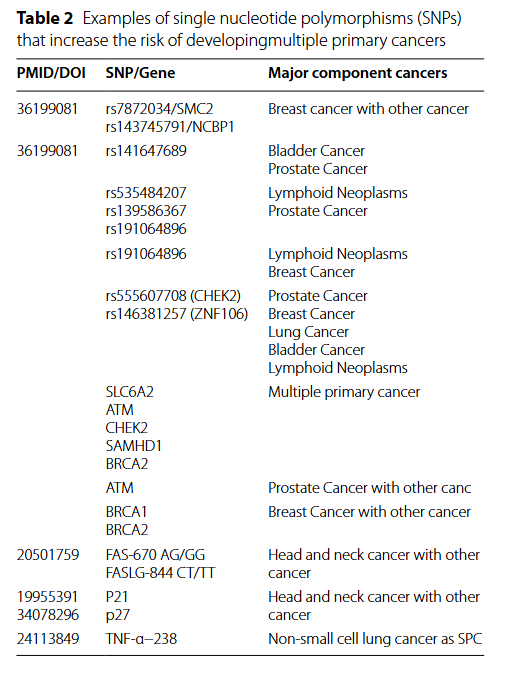 Table 2 Examples of single nucleotide polymorphisms (SNPs)
that increase the risk of developingmultiple primary cancers
PMID/DOI SNP/Gene Major component cancers
36199081 rs7872034/SMC2 Breast cancer with other cancer
rs143745791/NCBP1
36199081 rs141647689 Bladder Cancer
Prostate Cancer
rs535484207 Lymphoid Neoplasms
rs139586367 Prostate Cancer
rs191064896
rs191064896 Lymphoid Neoplasms
Breast Cancer
rs555607708 (CHEK2) Prostate Cancer
rs146381257 (ZNF106) Breast Cancer
Lung Cancer
Bladder Cancer
Lymphoid Neoplasms
SLC6A2 Multiple primary cancer
ATM
CHEK2
SAMHD1
BRCA2
ATM Prostate Cancer with other canc
BRCA1 Breast Cancer with other cancer
BRCA2
20501759 FAS-670 AG/GG Head and neck cancer with other
FASLG-844 CT/TT cancer
19955391 P21 Head and neck cancer with other
34078296 p27 cancer
24113849 TNF-α−238 Non-small cell lung cancer as SPC